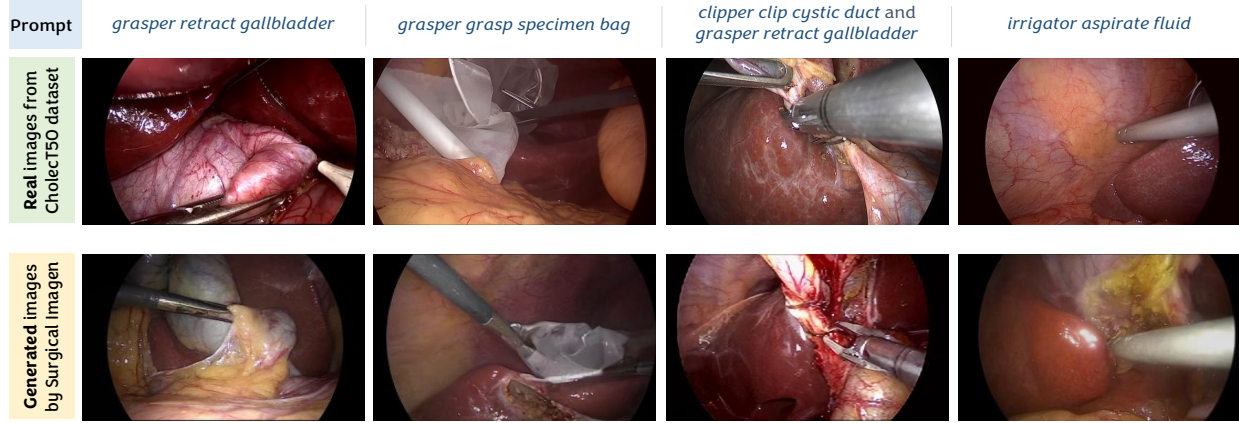 Prompt
grasper retract gallbladder
grasper grasp specimen bag
clipper clip cystic duct and
grasper retract gallbladder
irrigator aspirate fluid
Real images from
CholecT50 dataset
Generated images
by Surgical Imagen